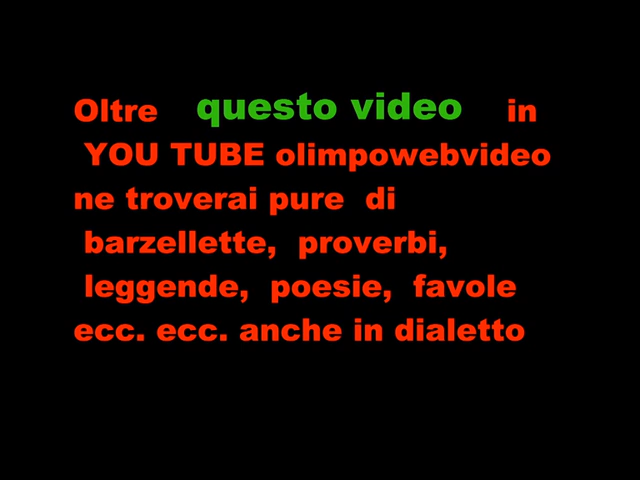 Oltre questo video in
YOU TUBE olimpowebvideo
ne troverai pure di
barzellette, proverbi,
leggende, poesie, favole
ecc. ecc. anche in dialetto